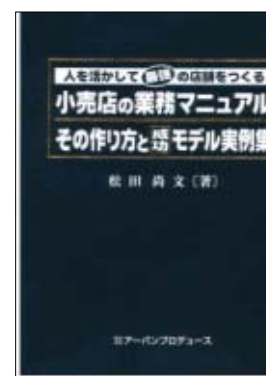 人を活かして最強の店舗をつくる
小売店の業務マニュアル
その作り方と成功モデル実例集
松田尚文〔著〕
アーバンプロデュース